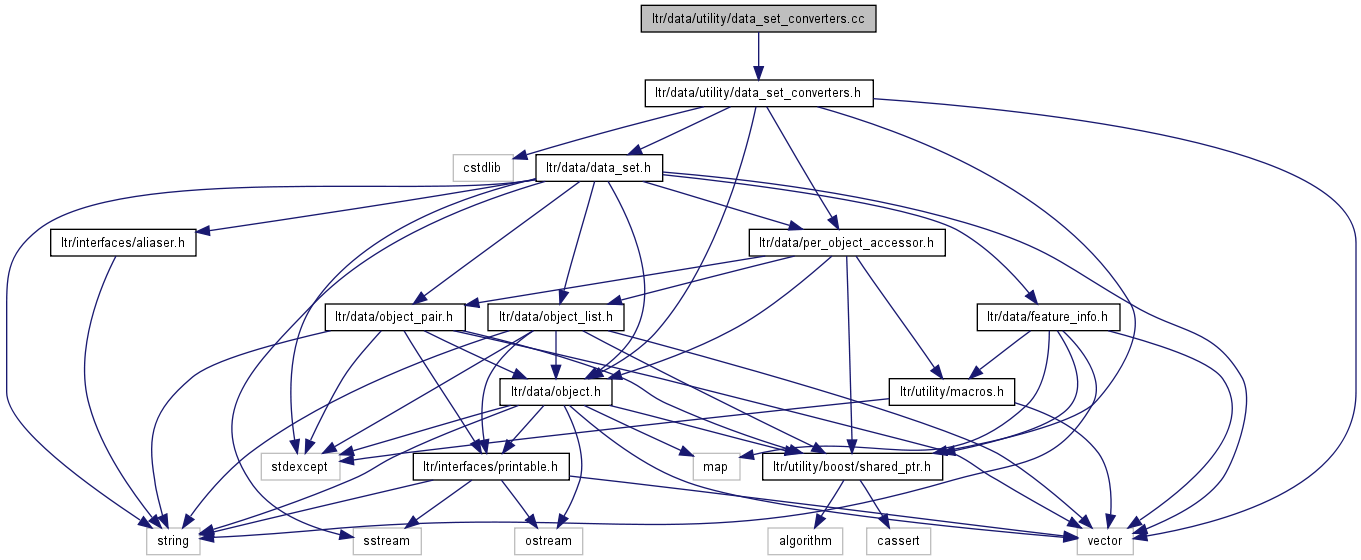 ltr/data/utility/data_set_converters.cc
ltr/data/utility/data_set_converters.h
cstdlib
ltr/data/data_set.h
ltr/interfaces/aliaser.h
ltr/data/per_object_accessor.h
ltr/data/object_pair.h
ltr/data/object_list.h
ltr/data/feature_info.h
ltr/data/object.h
ltr/utility/macros.h
stdexcept
ltr/interfaces/printable.h
map
ltr/utility/boost/shared_ptr.h
string
sstream
ostream
algorithm
cassert
vector